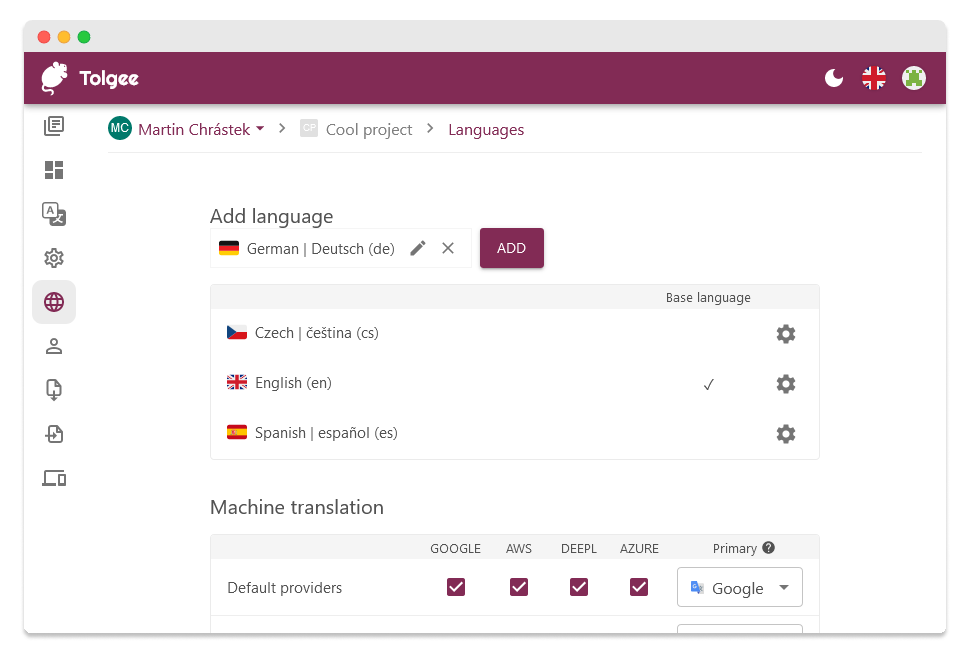 Tolgee
MC Martin Chrástek > CP Cool project > Languages
Add language
German | Deutsch (de)
ADD
Base language
Czech | čeština (cs)
English (en) ✓
Spanish | español (es)
Machine translation
GOOGLE AWS DEEPL AZURE Primary ?
Default providers Google